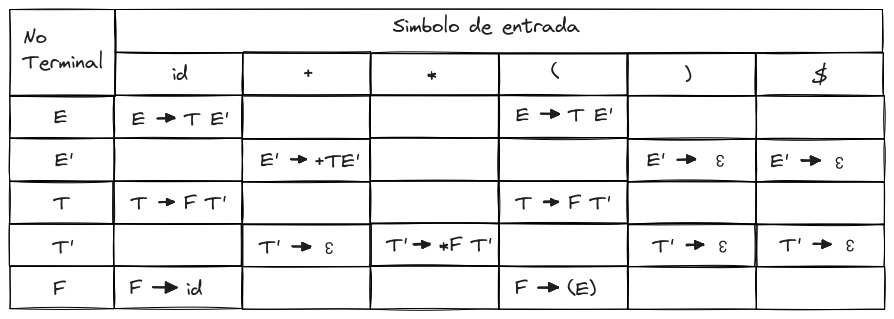 No Terminal Simbolo de entrada
id + * ( ) $
E E → T E' E → T E'
E' E' → +TE' E' → ε E' → ε
T T → F T' T → F T'
T' T' → ε T' → *F T' T' → ε T' → ε
F F → id F → (E)